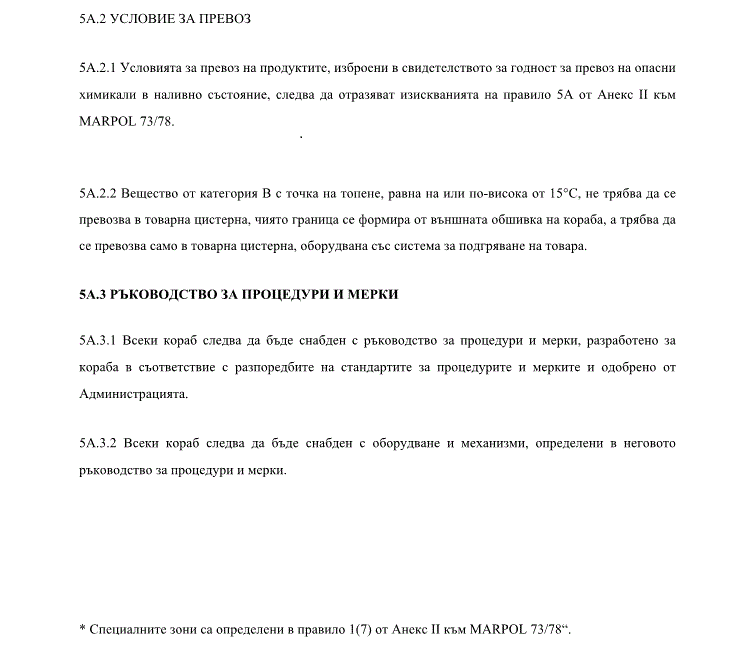 5A.2 УСЛОВИЕ ЗА ПРЕВОЗ
5A.2.1 Условията за превоз на продуктите, изброени в свидетелството за годност за превоз на опасни
химикали в наливно състояние, следва да отразяват изискванията на правило 5A от Анекс II към
MARPOL 73/78.
.
5A.2.2 Вещество от категория B с точка на топене, равна на или по-висока от 15°C, не трябва да се
превозва в товарна цистерна, чиято граница се формира от външната обшивка на кораба, а трябва да
се превозва само в товарна цистерна, оборудвана със система за подгряване на товара.
5A.3 РЪКОВОДСТВО ЗА ПРОЦЕДУРИ И МЕРКИ
5A.3.1 Всеки кораб следва да бъде снабден с ръководство за процедури и мерки, разработено за
кораба в съответствие с разпоредбите на стандартите за процедурите и мерките и одобрено от
Администрацията.
5A.3.2 Всеки кораб следва да бъде снабден с оборудване и механизми, определени в неговото
ръководство за процедури и мерки.
* Специалните зони са определени в правило 1(7) от Анекс II към MARPOL 73/78“.